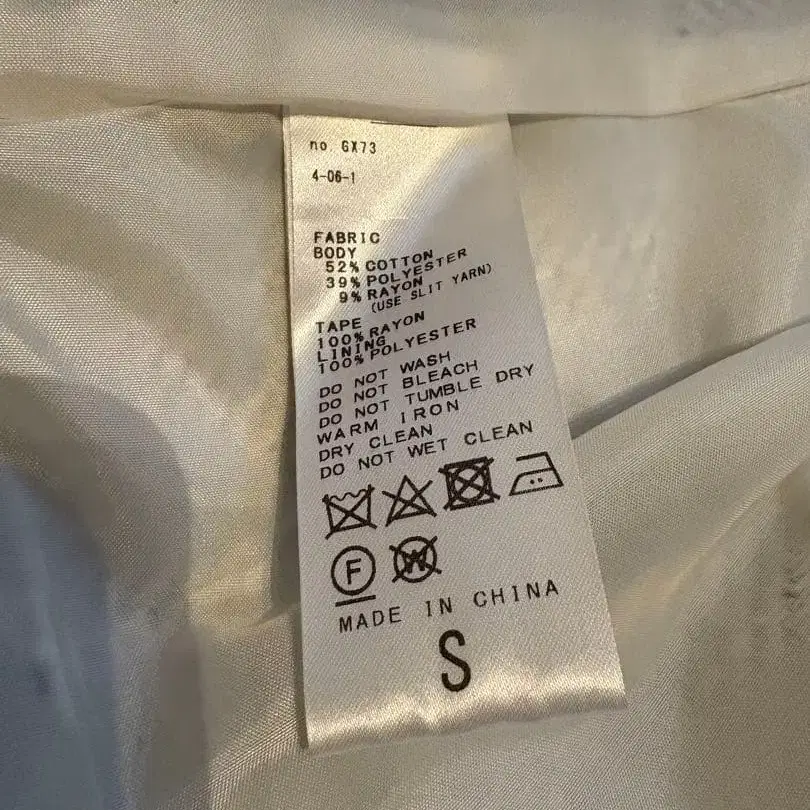 no GX73
4-06-1
FABRIC
BODY
52% COTTON
39% POLYESTER
9% RAYON
(USE SLIT YARN)
TAPE
100% RAYON
LINING
100% POLYESTER
DO NOT WASH
DO NOT BLEACH
DO NOT TUMBLE DRY
WARM IRON
DRY CLEAN
DO NOT WET CLEAN
F W
MADE IN CHINA
S